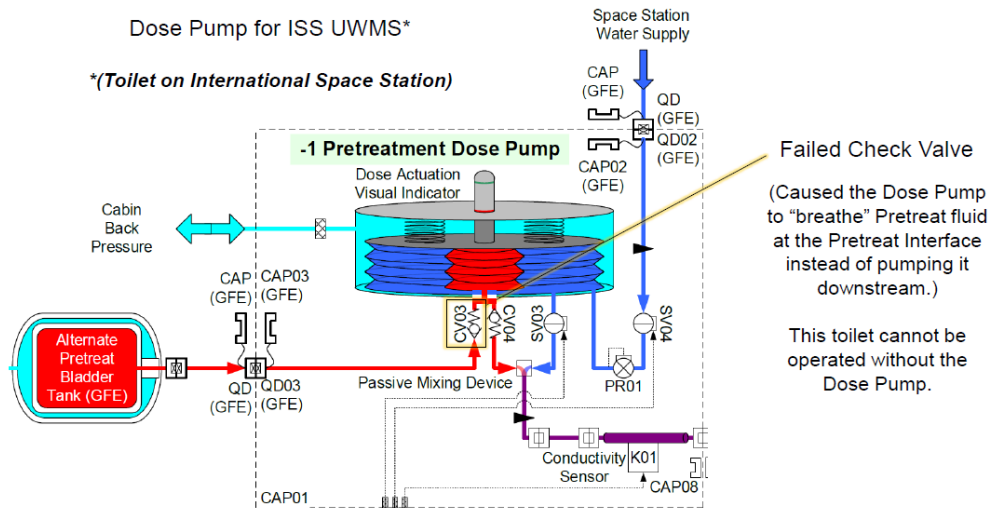 Dose Pump for ISS UWMS*
*(Toilet on International Space Station)
Space Station
Water Supply
CAP
(GFE)
QD
(GFE)
QD02
(GFE)
CAP02
(GFE)
-1 Pretreatment Dose Pump
Dose Actuation
Visual Indicator
Failed Check Valve
(Caused the Dose Pump
to “breathe” Pretreat fluid
at the Pretreat Interface
instead of pumping it
downstream.)
This toilet cannot be
operated without the
Dose Pump.
Cabin
Back
Pressure
CAP
(GFE)
CAP03
(GFE)
CV03
CV04
SV03
SV04
Alternate
Pretreat
Bladder
Tank (GFE)
QD
(GFE)
QD03
(GFE)
Passive Mixing Device
PR01
Conductivity
Sensor
K01
CAP08
CAP01